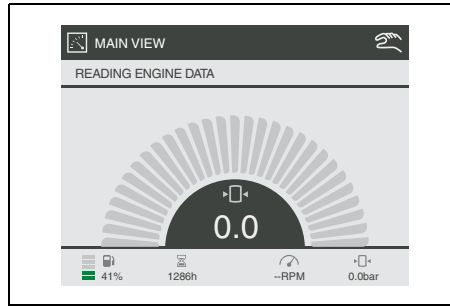 MAIN VIEW
READING ENGINE DATA
0.0
41% 1286h --RPM 0.0bar